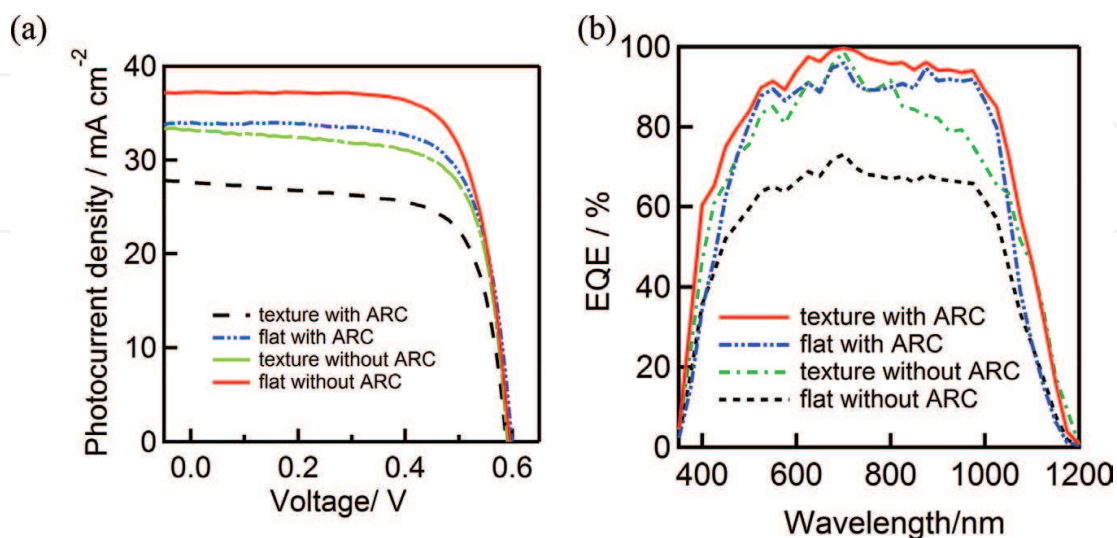 (a)
Photocurrent density / mA cm-2
40
30
20
10
0
texture with ARC
flat with ARC
texture without ARC
flat without ARC
0.0 0.2 0.4 0.6
Voltage/ V
(b)
EQE / %
100
80
60
40
20
0
texture with ARC
flat with ARC
texture without ARC
flat without ARC
400 600 800 1000 1200
Wavelength/nm